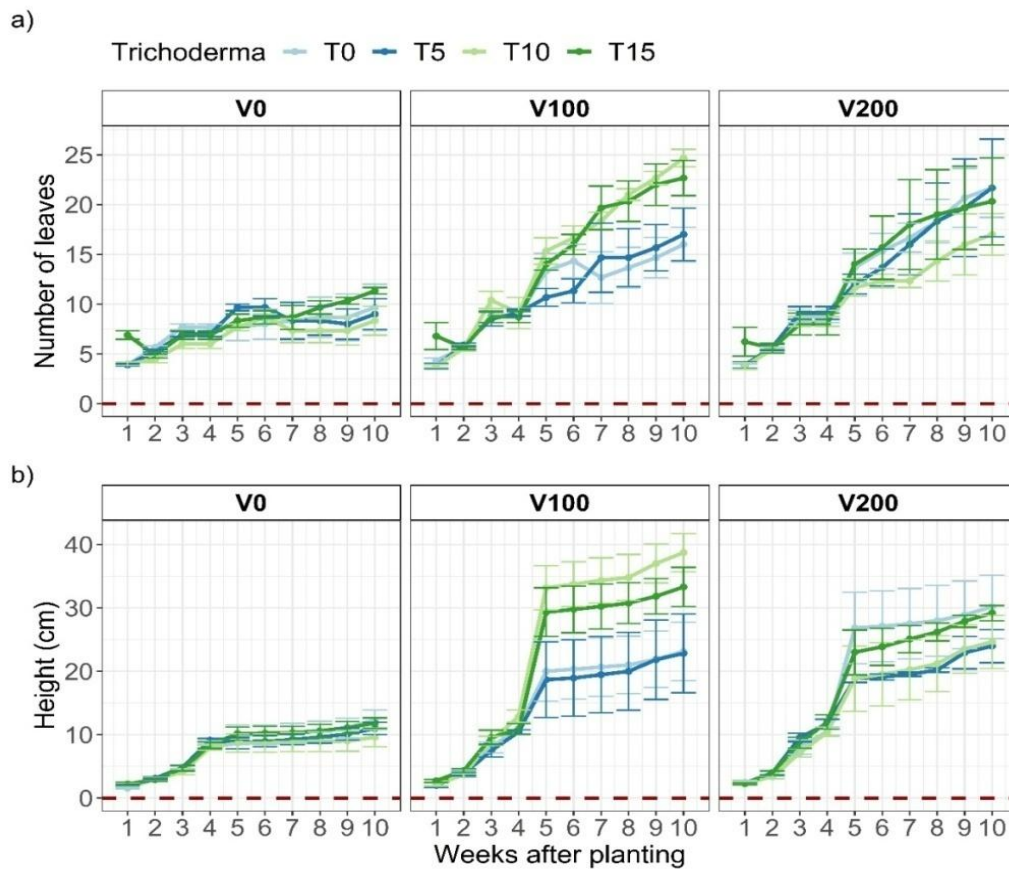 a)
Trichoderma T0 T5 T10 T15
V0 V100 V200
Number of leaves
25
20
15
10
5
0
1 2 3 4 5 6 7 8 9 10 1 2 3 4 5 6 7 8 9 10 1 2 3 4 5 6 7 8 9 10
b)
V0 V100 V200
Height (cm)
40
30
20
10
0
1 2 3 4 5 6 7 8 9 10 1 2 3 4 5 6 7 8 9 10 1 2 3 4 5 6 7 8 9 10
Weeks after planting